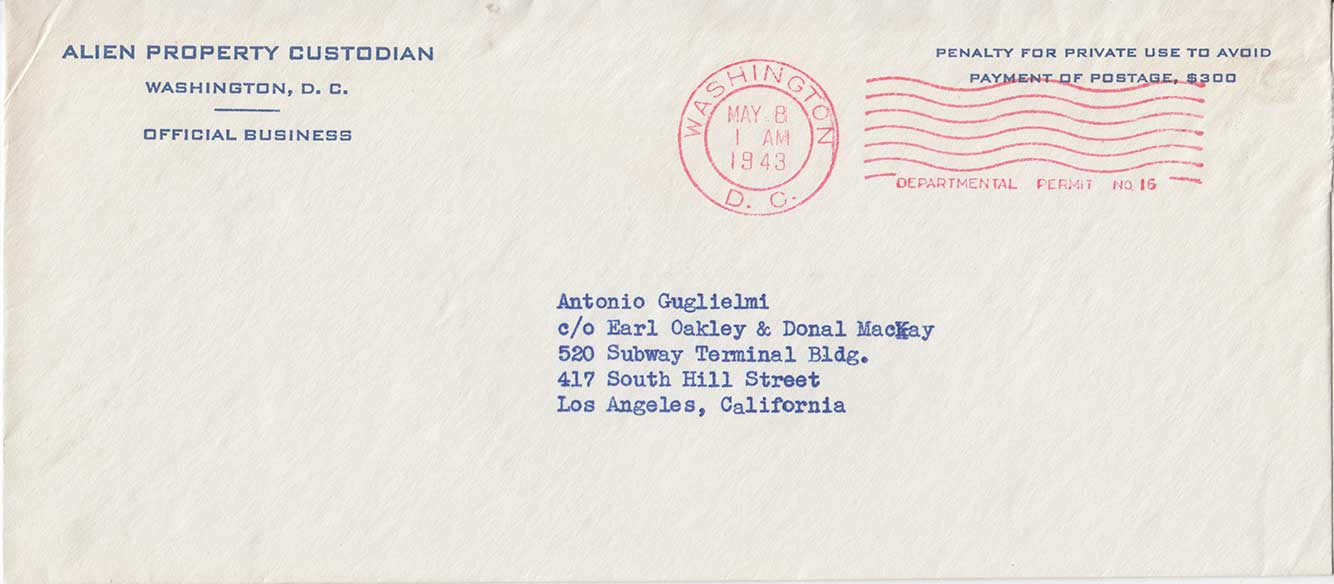 ALIEN PROPERTY CUSTODIAN
WASHINGTON, D. C.
OFFICIAL BUSINESS
WASHINGTON
MAY 8
1 AM
1943
D. C.
PENALTY FOR PRIVATE USE TO AVOID
PAYMENT OF POSTAGE, $300
DEPARTMENTAL PERMIT NO. 16
Antonio Guglielmi
c/o Earl Oakley & Donal MacKay
520 Subway Terminal Bldg.
417 South Hill Street
Los Angeles, California